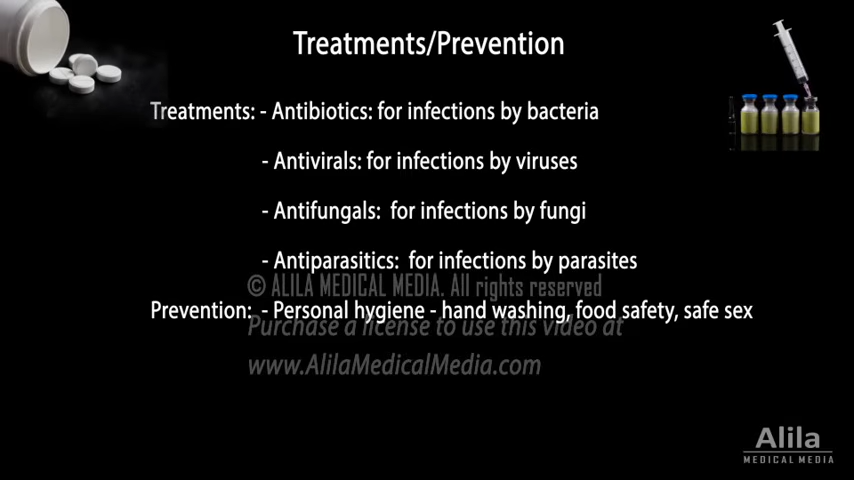 Treatments/Prevention
Treatments: - Antibiotics: for infections by bacteria
- Antivirals: for infections by viruses
- Antifungals: for infections by fungi
- Antiparasitics: for infections by parasites
© ALILA MEDICAL MEDIA. All rights reserved
Prevention: - Personal hygiene - hand washing, food safety, safe sex
Purchase a license to use this video at
www.AlilaMedicalMedia.com
Alila
MEDICAL MEDIA